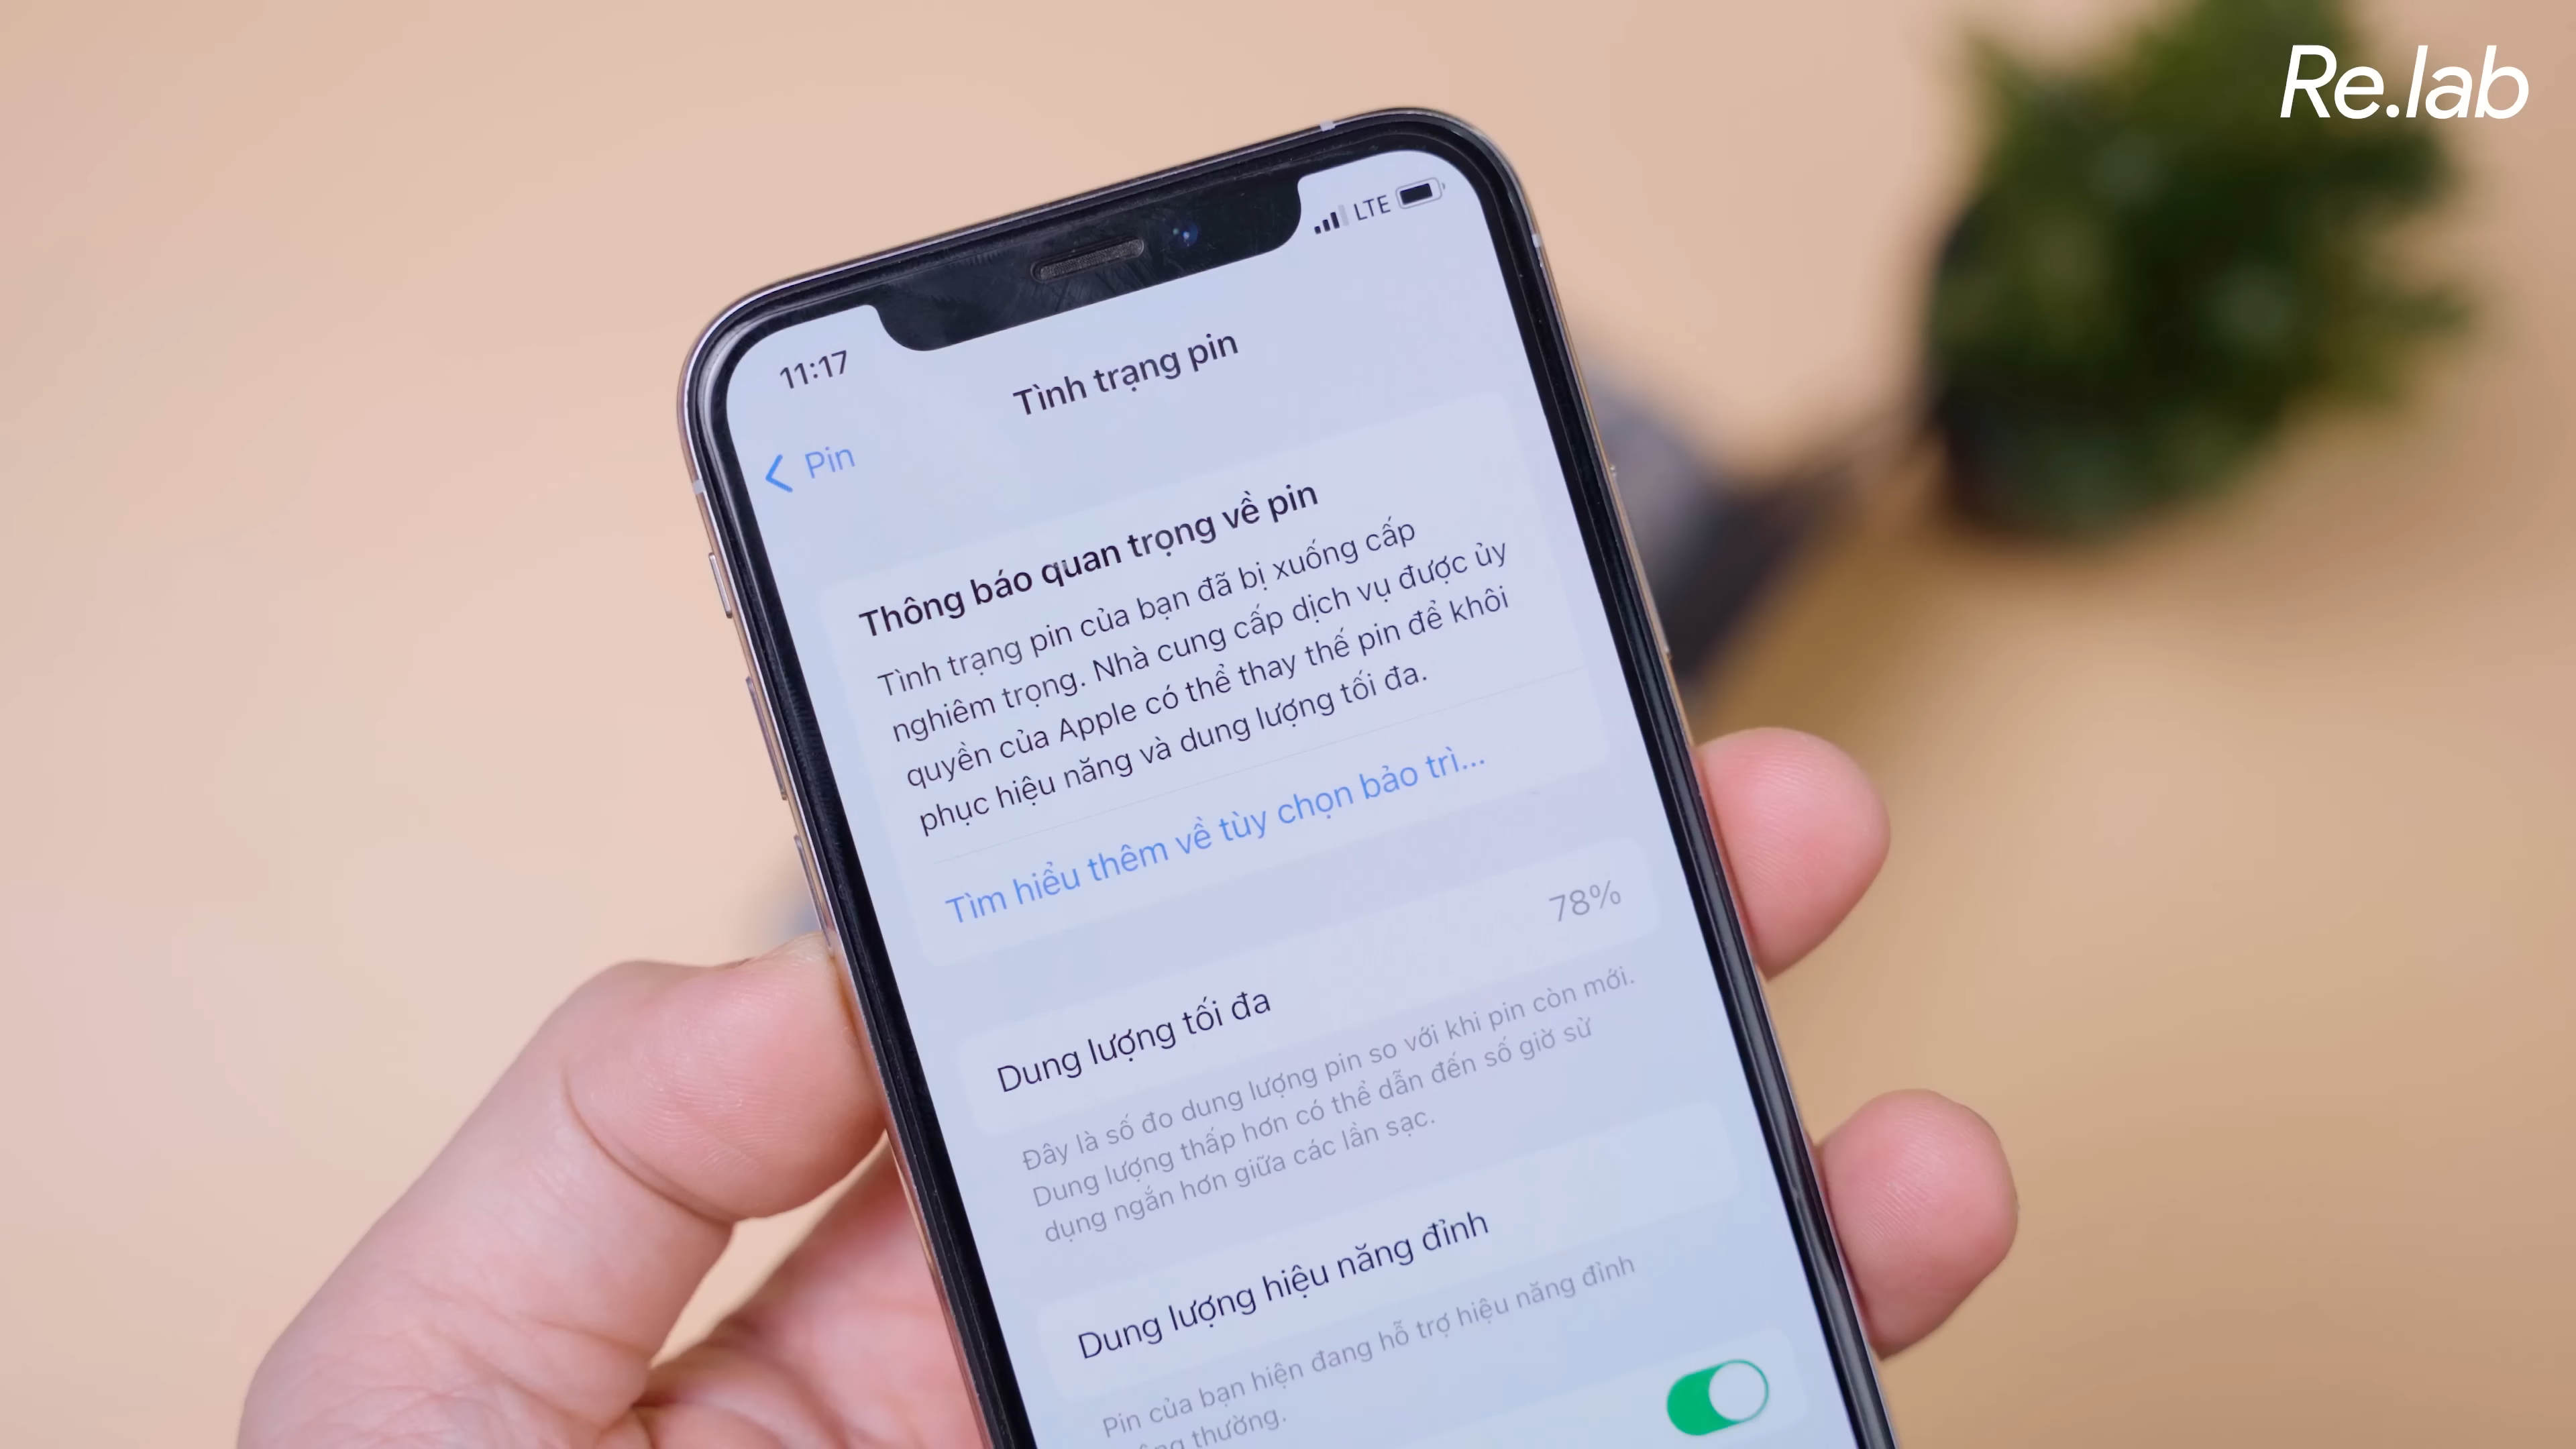 Re.lab
11:17
LTE
Tình trạng pin
Pin
Thông báo quan trọng về pin
Tình trạng pin của bạn đã bị xuống cấp
nghiêm trọng. Nhà cung cấp dịch vụ được ủy
quyền của Apple có thể thay thế pin để khôi
phục hiệu năng và dung lượng tối đa.
Tìm hiểu thêm về tùy chọn bảo trì...
Dung lượng tối đa 78%
Đây là số đo dung lượng pin so với khi pin còn mới.
Dung lượng thấp hơn có thể dẫn đến số giờ sử
dụng ngắn hơn giữa các lần sạc.
Dung lượng hiệu năng đỉnh
Pin của bạn hiện đang hỗ trợ hiệu năng đỉnh
thường.